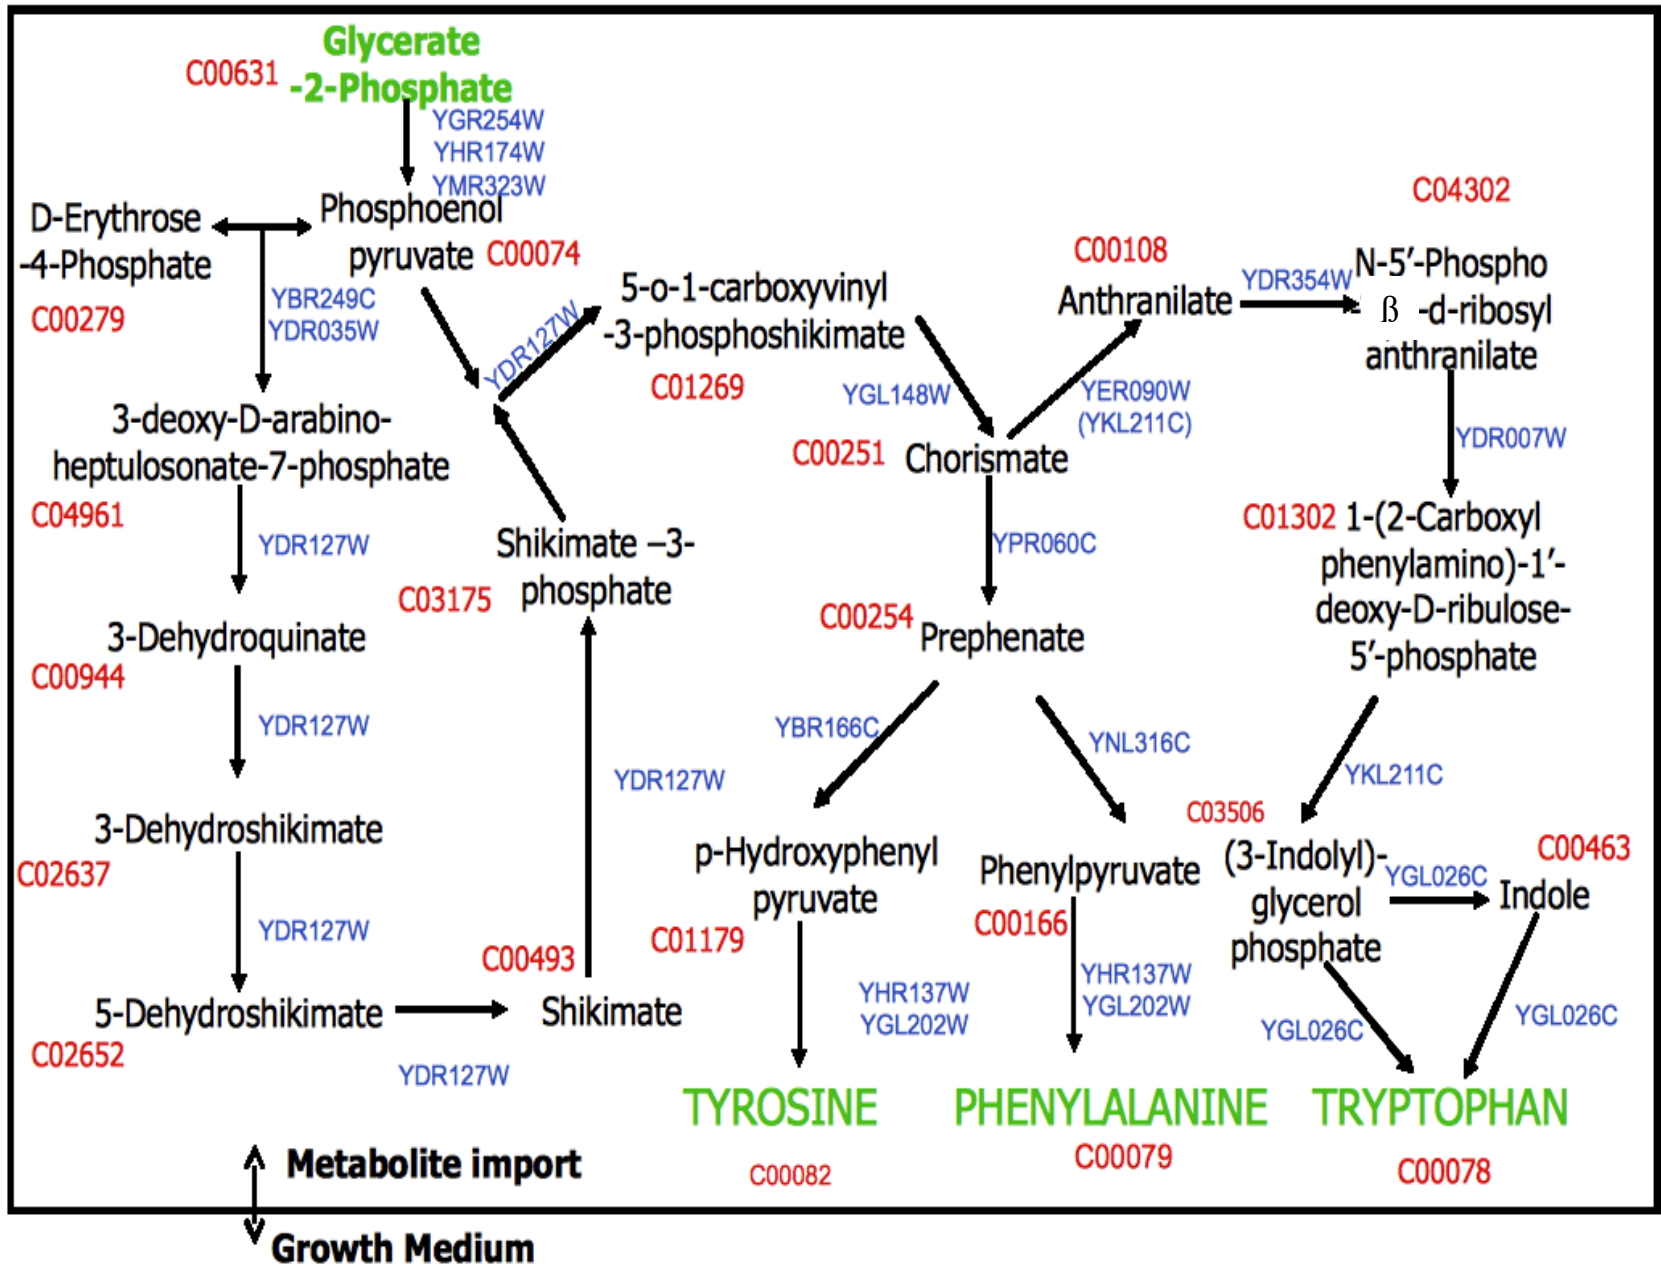 Glycerate
-2-Phosphate
C00631
YGR254W
YHR174W
YMR323W
D-Erythrose
-4-Phosphate
C00279
Phosphoenol
pyruvate
C00074
YBR249C
YDR035W
3-deoxy-D-arabino-
heptulosonate-7-phosphate
C04961
YDR127W
3-Dehydroquinate
C00944
YDR127W
3-Dehydroshikimate
C02637
YDR127W
5-Dehydroshikimate
C02652
YDR127W
C00493
Shikimate
YDR127W
Shikimate –3-
phosphate
C03175
YDR127W
5-o-1-carboxyvinyl
-3-phosphoshikimate
C01269
YGL148W
C00251
Chorismate
YER090W
(YKL211C)
C00108
Anthranilate
YDR354W
C04302
N-5′-Phospho
ß -d-ribosyl
anthranilate
YDR007W
C01302
1-(2-Carboxyl
phenylamino)-1′-
deoxy-D-ribulose-
5′-phosphate
YKL211C
YPR060C
C00254
Prephenate
YBR166C
YNL316C
p-Hydroxyphenyl
pyruvate
C01179
YHR137W
YGL202W
Phenylpyruvate
C00166
YHR137W
YGL202W
C03506
(3-Indolyl)-
glycerol
phosphate
YGL026C
C00463
Indole
YGL026C
YGL026C
TYROSINE
C00082
PHENYLALANINE
C00079
TRYPTOPHAN
C00078
Metabolite import
Growth Medium